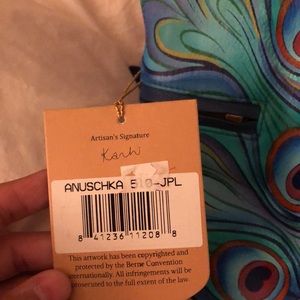 Artisan's Signature
Karhi
ANUSCHKA 510-JPL
8 41236 11208 8
This artwork has been copyrighted and
protected by the Berne Convention
internationally. All infringements will be
prosecuted to the full extent of the law.